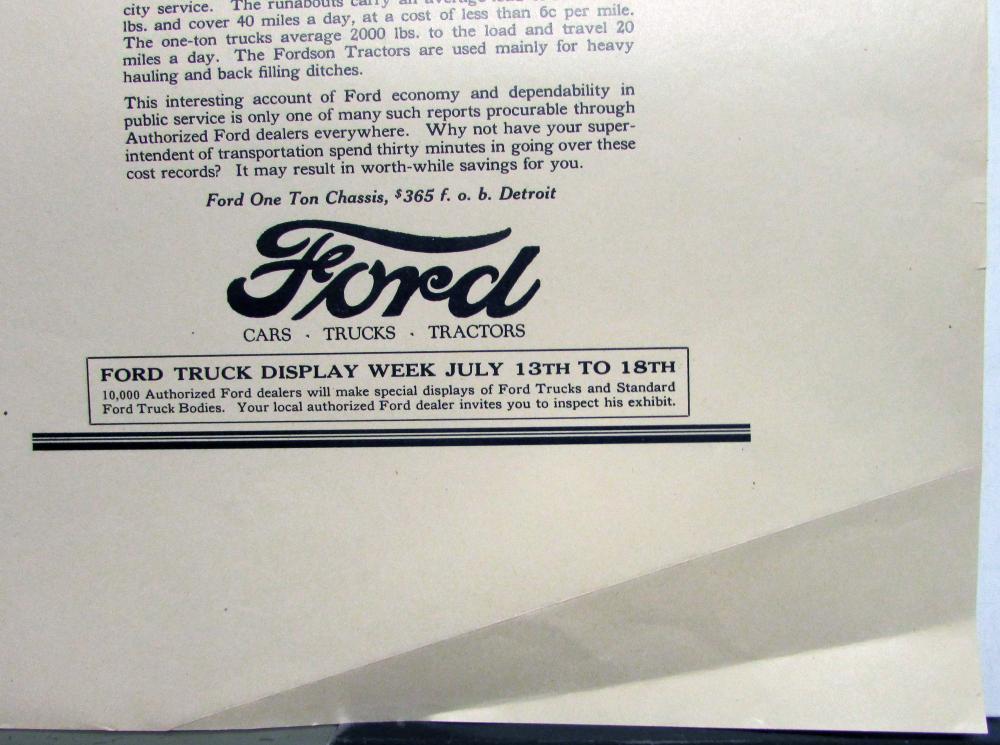 city service. The runabouts carry an average load
lbs. and cover 40 miles a day, at a cost of less than 6c per mile.
The one-ton trucks average 2000 lbs. to the load and travel 20
miles a day. The Fordson Tractors are used mainly for heavy
hauling and back filling ditches.
This interesting account of Ford economy and dependability in
public service is only one of many such reports procurable through
Authorized Ford dealers everywhere. Why not have your super-
intendent of transportation spend thirty minutes in going over these
cost records? It may result in worth-while savings for you.
Ford One Ton Chassis, $365 f. o. b. Detroit
Ford
CARS · TRUCKS · TRACTORS
FORD TRUCK DISPLAY WEEK JULY 13TH TO 18TH
10,000 Authorized Ford dealers will make special displays of Ford Trucks and Standard
Ford Truck Bodies. Your local authorized Ford dealer invites you to inspect his exhibit.